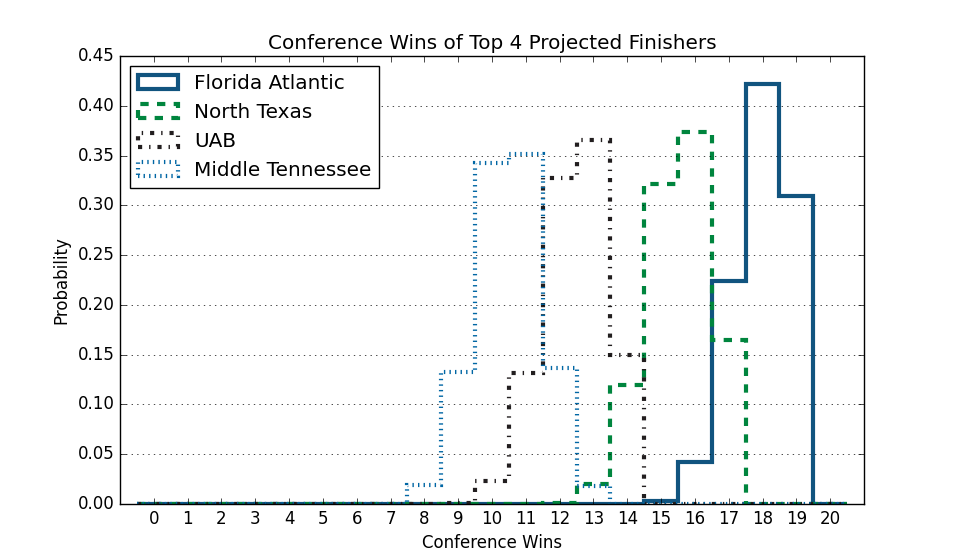 Conference Wins of Top 4 Projected Finishers
Florida Atlantic
North Texas
UAB
Middle Tennessee
Probability
0.45
0.40
0.35
0.30
0.25
0.20
0.15
0.10
0.05
0.00
0 1 2 3 4 5 6 7 8 9 10 11 12 13 14 15 16 17 18 19 20
Conference Wins